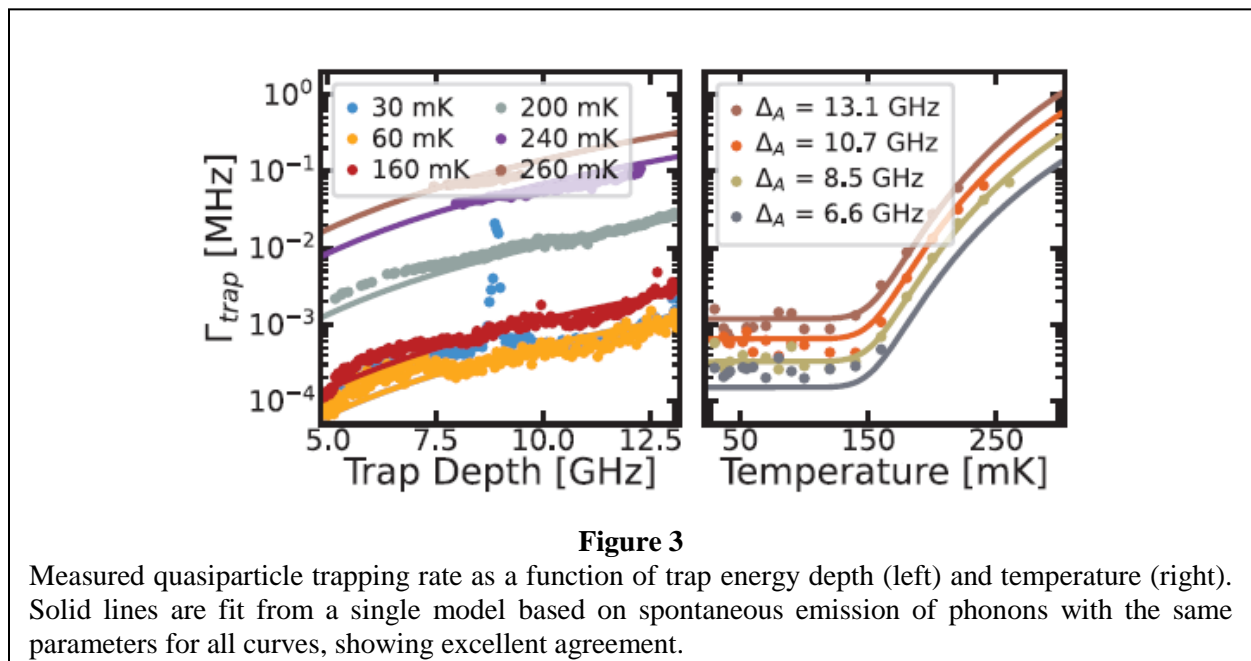 10⁰
10⁻¹
10⁻²
10⁻³
10⁻⁴
Γtrap [MHz]
30 mK 200 mK
60 mK 240 mK
160 mK 260 mK
5.0 7.5 10.0 12.5
Trap Depth [GHz]
Δ_A = 13.1 GHz
Δ_A = 10.7 GHz
Δ_A = 8.5 GHz
Δ_A = 6.6 GHz
50 150 250
Temperature [mK]
Figure 3
Measured quasiparticle trapping rate as a function of trap energy depth (left) and temperature (right).
Solid lines are fit from a single model based on spontaneous emission of phonons with the same
parameters for all curves, showing excellent agreement.